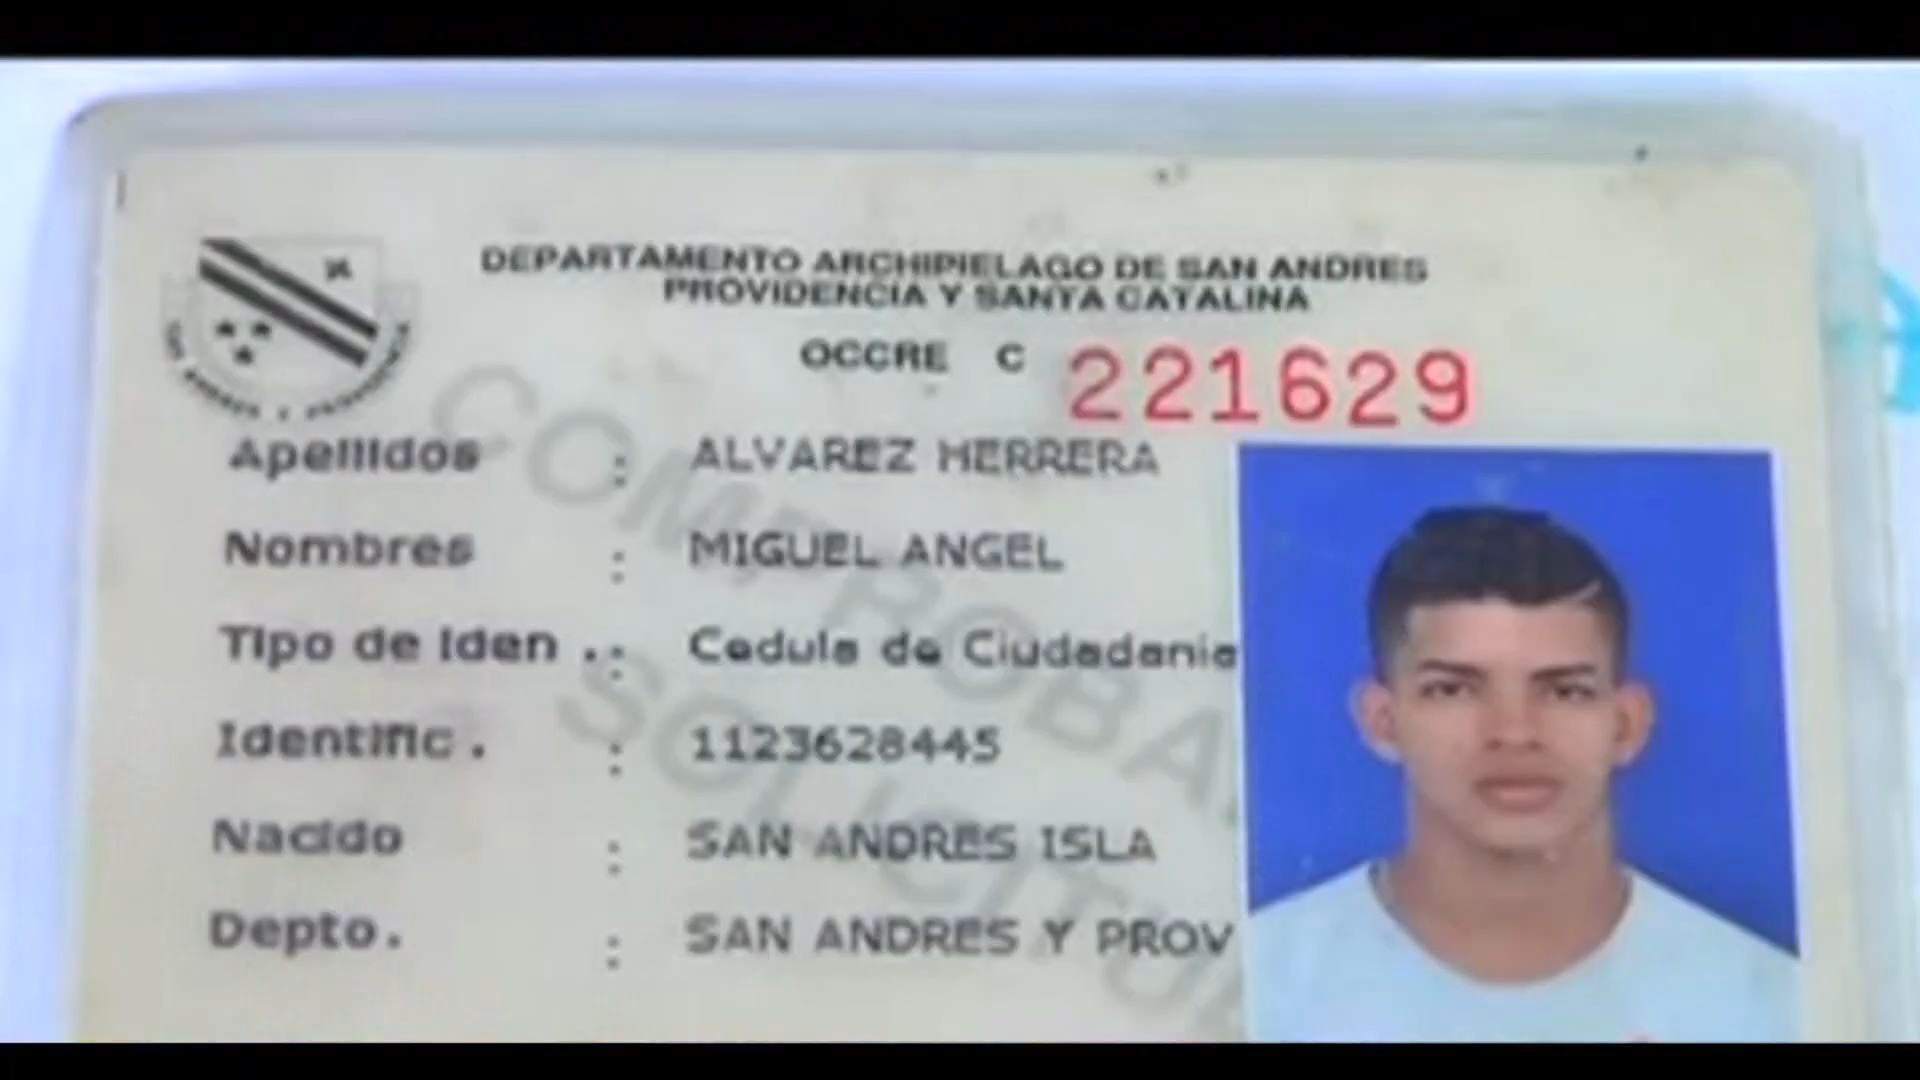 DEPARTAMENTO ARCHIPIELAGO DE SAN ANDRES
PROVIDENCIA Y SANTA CATALINA
OCCRE C 221629
Apellidos : ALVAREZ HERRERA
Nombres : MIGUEL ANGEL
Tipo de Iden .: Cedula de Ciudadania
Identific. : 1123628445
Nacido : SAN ANDRES ISLA
Depto. : SAN ANDRES Y PROV